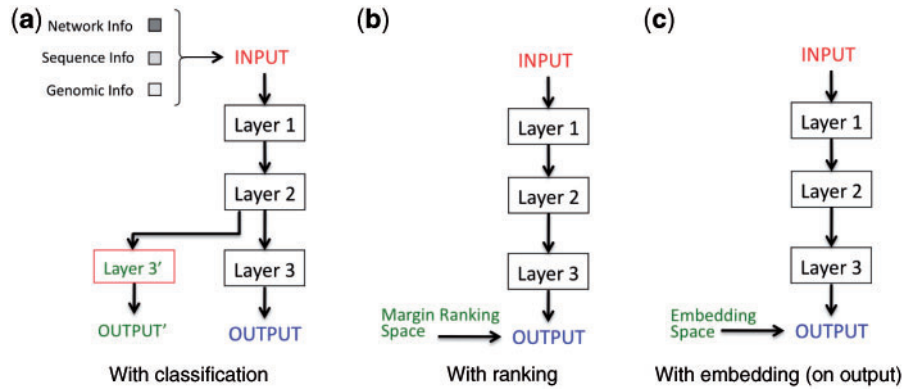 (a)
Network Info
Sequence Info
Genomic Info
INPUT
Layer 1
Layer 2
Layer 3′
Layer 3
OUTPUT′
OUTPUT
With classification
(b)
INPUT
Layer 1
Layer 2
Layer 3
Margin Ranking
Space
OUTPUT
With ranking
(c)
INPUT
Layer 1
Layer 2
Layer 3
Embedding
Space
OUTPUT
With embedding (on output)